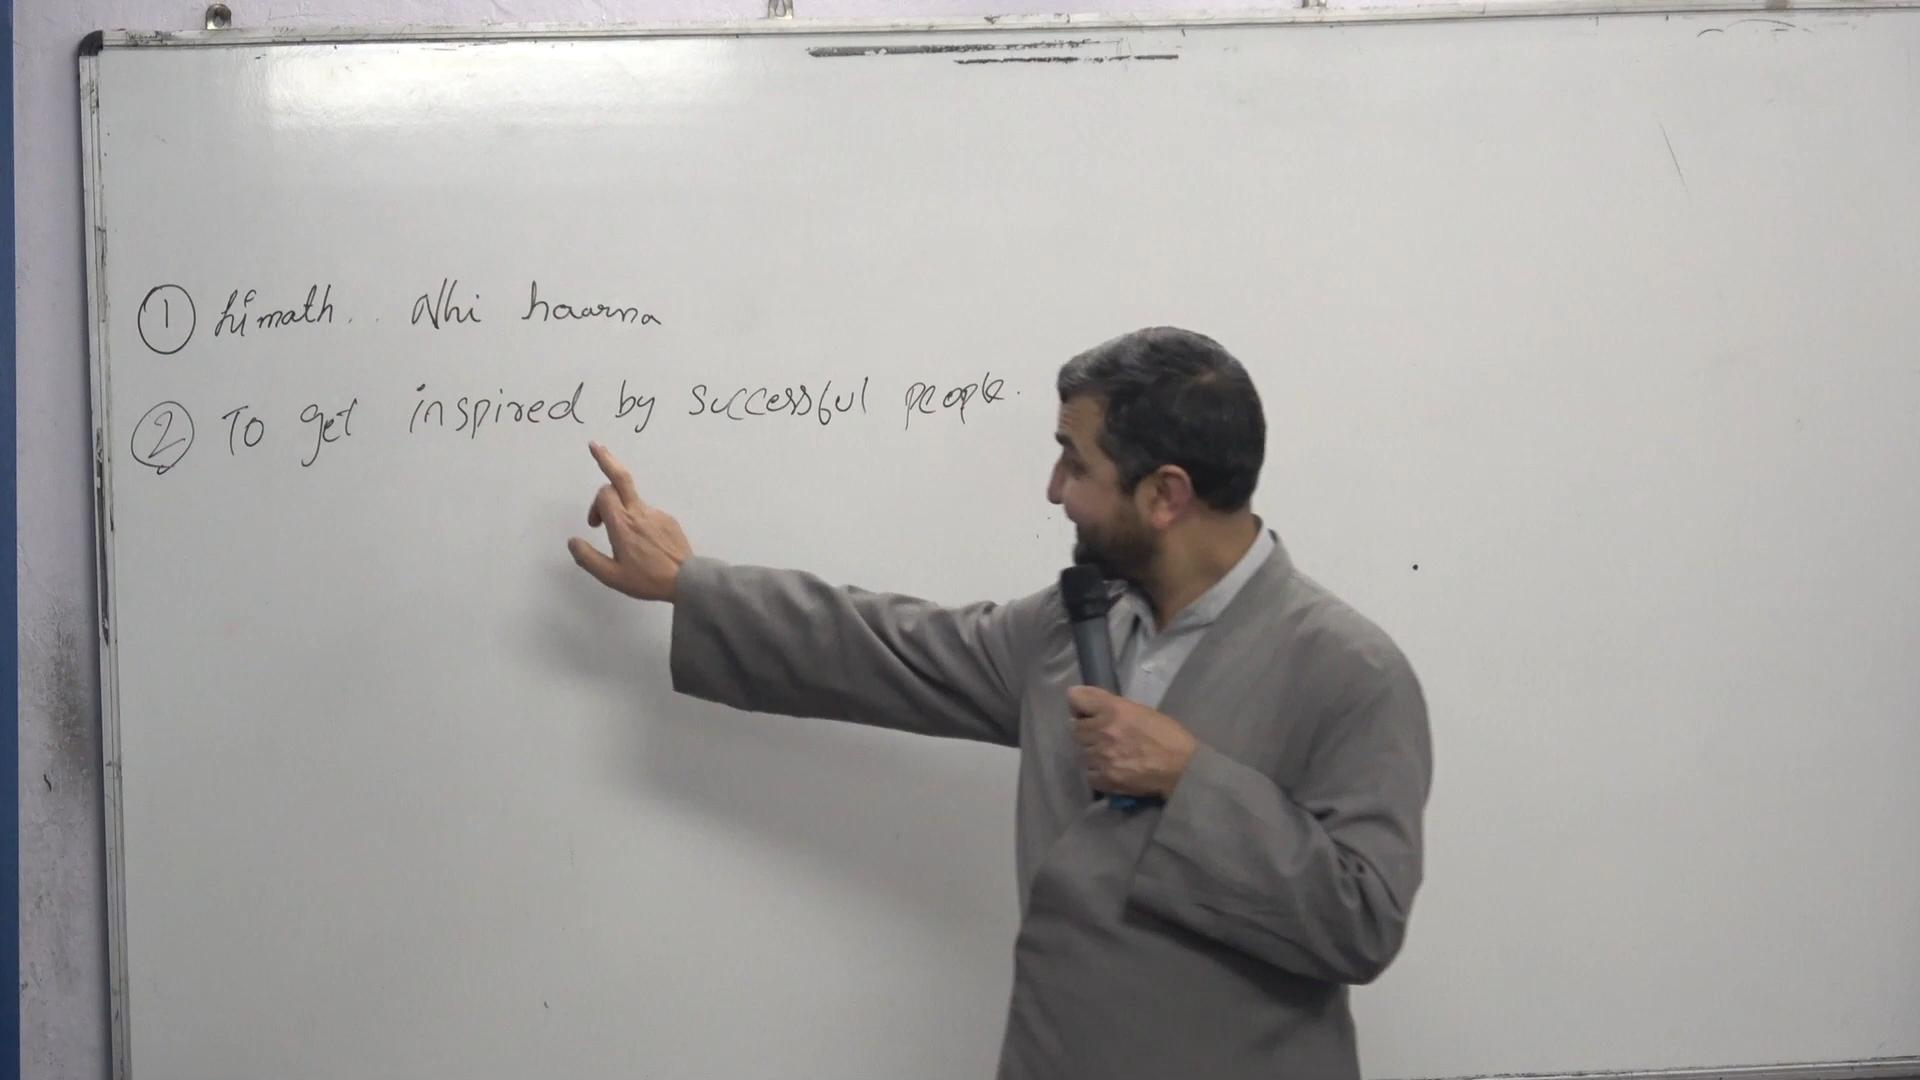 ① himath.. Nhi haarna
② To get inspired by successful people.